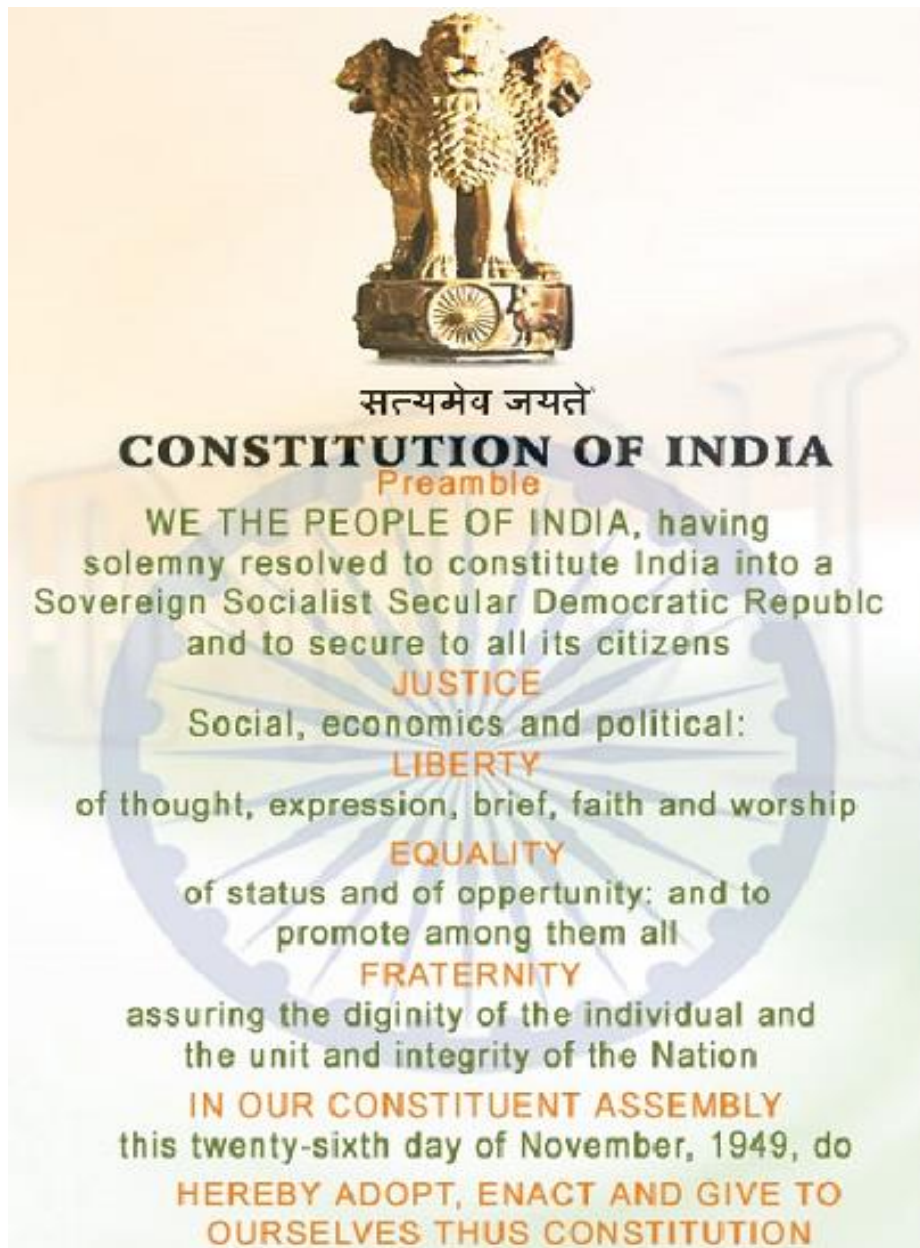 सत्यमेव जयते
CONSTITUTION OF INDIA
Preamble
WE THE PEOPLE OF INDIA, having
solemny resolved to constitute India into a
Sovereign Socialist Secular Democratic Republc
and to secure to all its citizens
JUSTICE
Social, economics and political:
LIBERTY
of thought, expression, brief, faith and worship
EQUALITY
of status and of oppertunity: and to
promote among them all
FRATERNITY
assuring the diginity of the individual and
the unit and integrity of the Nation
IN OUR CONSTITUENT ASSEMBLY
this twenty-sixth day of November, 1949, do
HEREBY ADOPT, ENACT AND GIVE TO
OURSELVES THUS CONSTITUTION